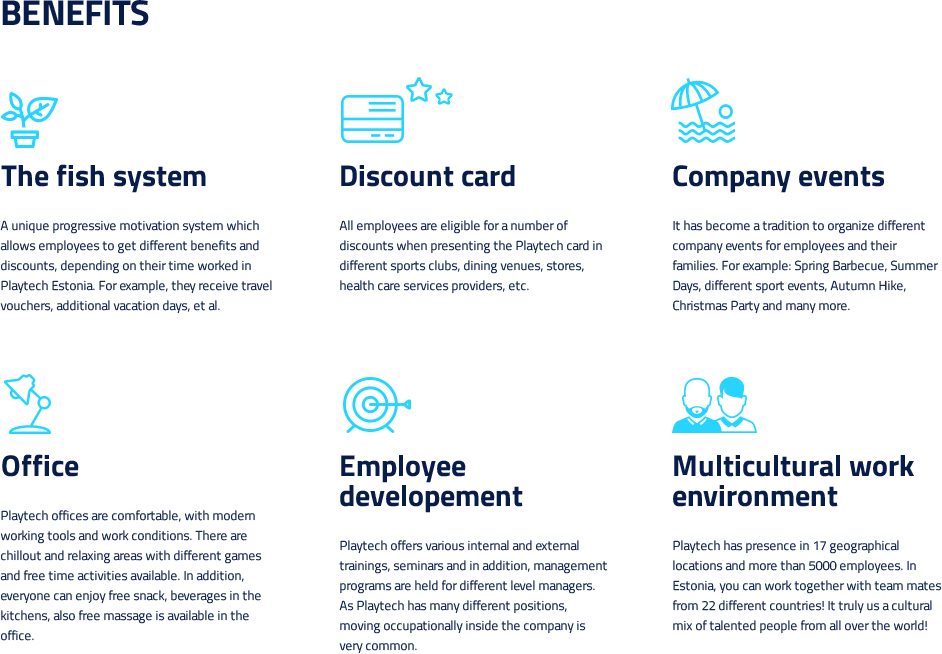 BENEFITS
The fish system
A unique progressive motivation system which
allows employees to get different benefits and
discounts, depending on their time worked in
Playtech Estonia. For example, they receive travel
vouchers, additional vacation days, et al.
Discount card
All employees are eligible for a number of
discounts when presenting the Playtech card in
different sports clubs, dining venues, stores,
health care services providers, etc.
Company events
It has become a tradition to organize different
company events for employees and their
families. For example: Spring Barbecue, Summer
Days, different sport events, Autumn Hike,
Christmas Party and many more.
Office
Playtech offices are comfortable, with modern
working tools and work conditions. There are
chillout and relaxing areas with different games
and free time activities available. In addition,
everyone can enjoy free snack, beverages in the
kitchens, also free massage is available in the
office.
Employee
developement
Playtech offers various internal and external
trainings, seminars and in addition, management
programs are held for different level managers.
As Playtech has many different positions,
moving occupationally inside the company is
very common.
Multicultural work
environment
Playtech has presence in 17 geographical
locations and more than 5000 employees. In
Estonia, you can work together with team mates
from 22 different countries! It truly us a cultural
mix of talented people from all over the world!